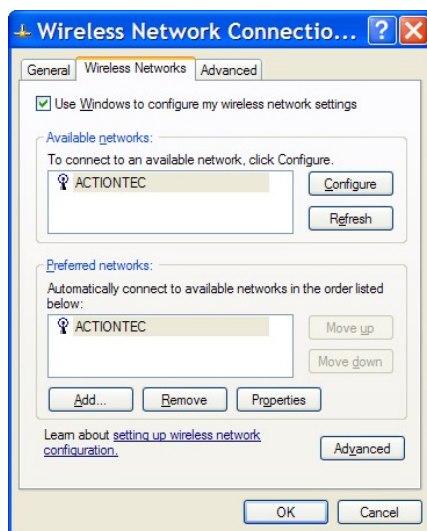 Wireless Network Connectio... ?
General Wireless Networks Advanced
Use Windows to configure my wireless network settings
Available networks:
To connect to an available network, click Configure.
ACTIONTEC
Configure
Refresh
Preferred networks:
Automatically connect to available networks in the order listed
below:
ACTIONTEC
Move up
Move down
Add... Remove Properties
Learn about setting up wireless network
configuration.
Advanced
OK Cancel